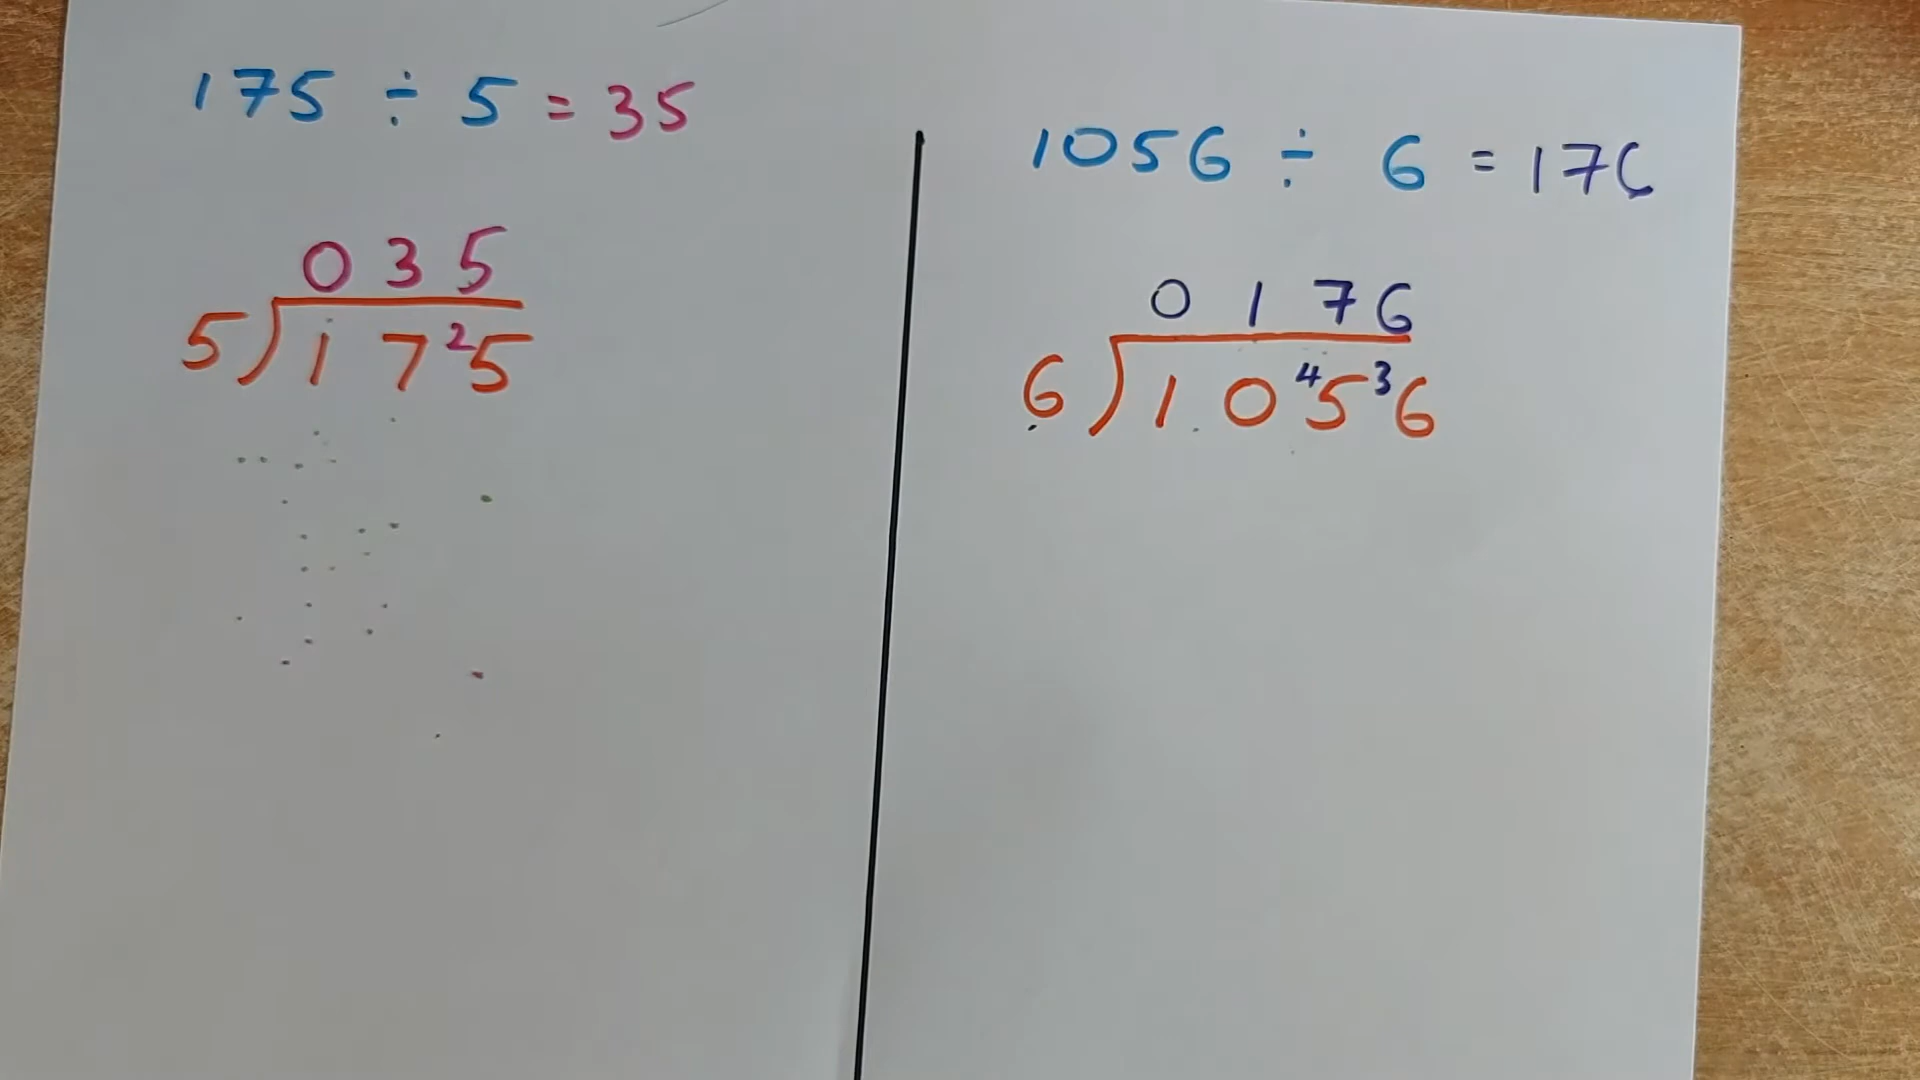 175 ÷ 5 = 35
035
5)17²5
1056 ÷ 6 = 176
0176
6)10⁴5³6